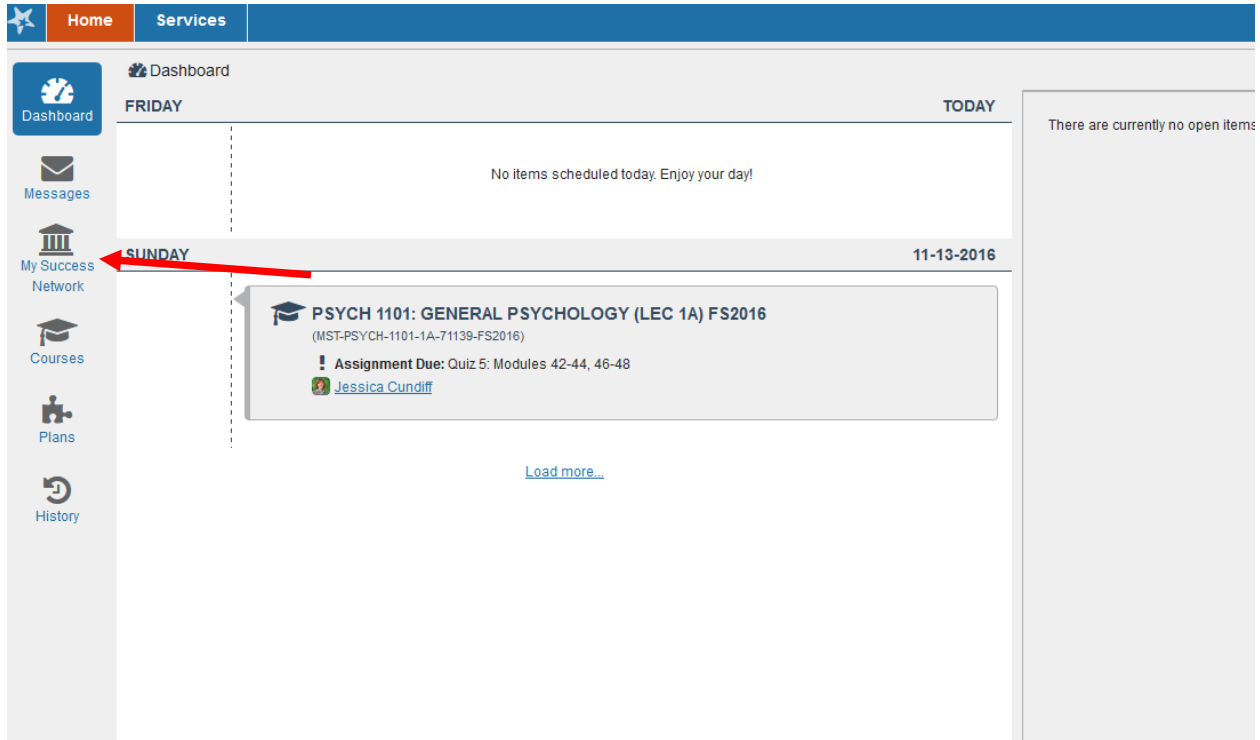 Home Services
Dashboard
Dashboard
FRIDAY TODAY
There are currently no open items
No items scheduled today. Enjoy your day!
Messages
My Success
Network
SUNDAY 11-13-2016
PSYCH 1101: GENERAL PSYCHOLOGY (LEC 1A) FS2016
(MST-PSYCH-1101-1A-71139-FS2016)
! Assignment Due: Quiz 5: Modules 42-44, 46-48
Jessica Cundiff
Courses
Plans
Load more...
History